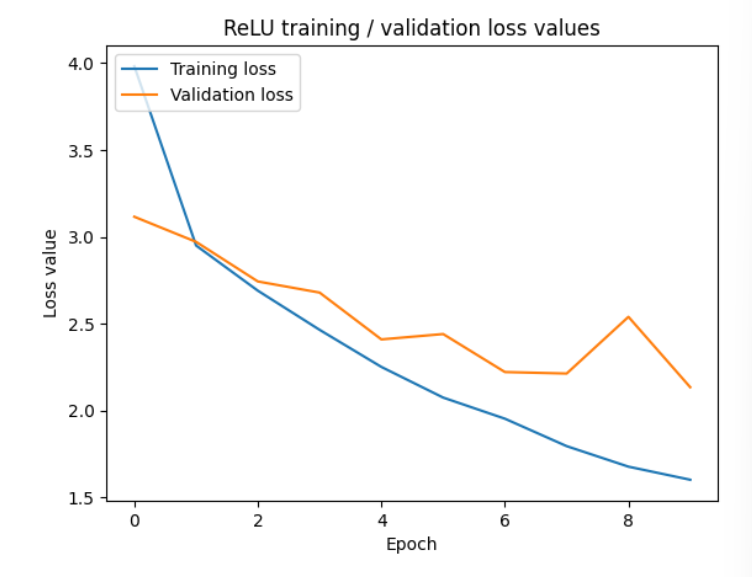 ReLU training / validation loss values
4.0
3.5
3.0
2.5
2.0
1.5
Loss value
Training loss
Validation loss
0 2 4 6 8
Epoch